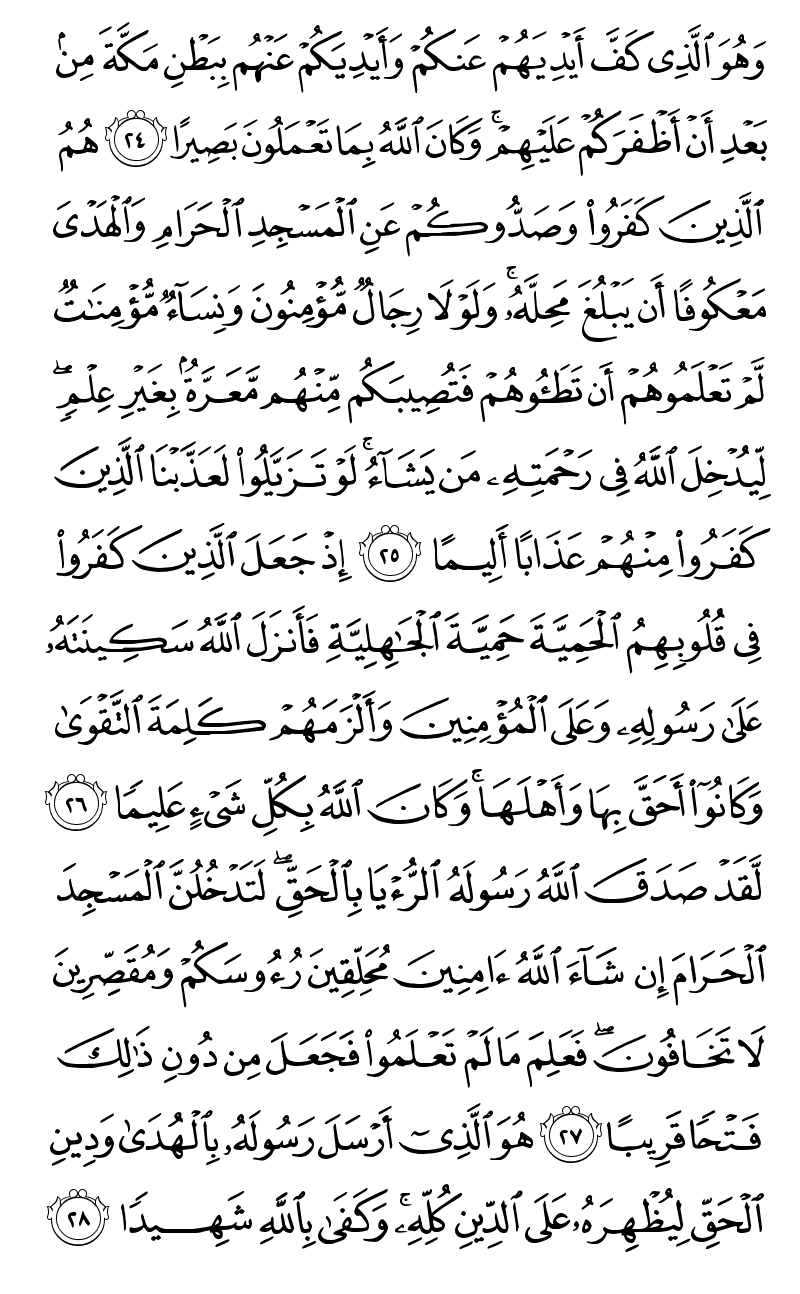 وَهُوَ ٱلَّذِى كَفَّ أَيْدِيَهُمْ عَنكُمْ وَأَيْدِيَكُمْ عَنْهُم بِبَطْنِ مَكَّةَ مِنۢ
بَعْدِ أَنْ أَظْفَرَكُمْ عَلَيْهِمْ ۚ وَكَانَ ٱللَّهُ بِمَا تَعْمَلُونَ بَصِيرًا ٢٤ هُمُ
ٱلَّذِينَ كَفَرُوا۟ وَصَدُّوكُمْ عَنِ ٱلْمَسْجِدِ ٱلْحَرَامِ وَٱلْهَدْىَ
مَعْكُوفًا أَن يَبْلُغَ مَحِلَّهُۥ ۚ وَلَوْلَا رِجَالٌ مُّؤْمِنُونَ وَنِسَآءٌ مُّؤْمِنَـٰتٌ
لَّمْ تَعْلَمُوهُمْ أَن تَطَـُٔوهُمْ فَتُصِيبَكُم مِّنْهُم مَّعَرَّةٌۢ بِغَيْرِ عِلْمٍ ۖ
لِّيُدْخِلَ ٱللَّهُ فِى رَحْمَتِهِۦ مَن يَشَآءُ ۚ لَوْ تَزَيَّلُوا۟ لَعَذَّبْنَا ٱلَّذِينَ
كَفَرُوا۟ مِنْهُمْ عَذَابًا أَلِيمًا ٢٥ إِذْ جَعَلَ ٱلَّذِينَ كَفَرُوا۟
فِى قُلُوبِهِمُ ٱلْحَمِيَّةَ حَمِيَّةَ ٱلْجَـٰهِلِيَّةِ فَأَنزَلَ ٱللَّهُ سَكِينَتَهُۥ
عَلَىٰ رَسُولِهِۦ وَعَلَى ٱلْمُؤْمِنِينَ وَأَلْزَمَهُمْ كَلِمَةَ ٱلتَّقْوَىٰ
وَكَانُوٓا۟ أَحَقَّ بِهَا وَأَهْلَهَا ۚ وَكَانَ ٱللَّهُ بِكُلِّ شَىْءٍ عَلِيمًا ٢٦
لَّقَدْ صَدَقَ ٱللَّهُ رَسُولَهُ ٱلرُّءْيَا بِٱلْحَقِّ ۖ لَتَدْخُلُنَّ ٱلْمَسْجِدَ
ٱلْحَرَامَ إِن شَآءَ ٱللَّهُ ءَامِنِينَ مُحَلِّقِينَ رُءُوسَكُمْ وَمُقَصِّرِينَ
لَا تَخَافُونَ ۖ فَعَلِمَ مَا لَمْ تَعْلَمُوا۟ فَجَعَلَ مِن دُونِ ذَٰلِكَ
فَتْحًا قَرِيبًا ٢٧ هُوَ ٱلَّذِىٓ أَرْسَلَ رَسُولَهُۥ بِٱلْهُدَىٰ وَدِينِ
ٱلْحَقِّ لِيُظْهِرَهُۥ عَلَى ٱلدِّينِ كُلِّهِۦ ۚ وَكَفَىٰ بِٱللَّهِ شَهِيدًا ٢٨